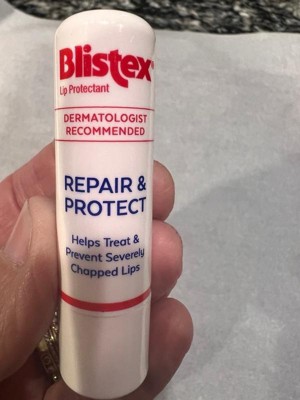 Blistex
Lip Protectant
DERMATOLOGIST
RECOMMENDED
REPAIR &
PROTECT
Helps Treat &
Prevent Severely
Chapped Lips